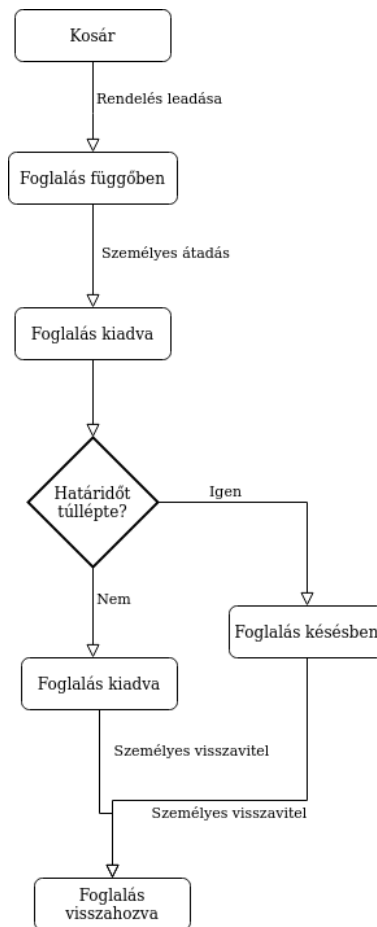 Kosár
Rendelés leadása
Foglalás függőben
Személyes átadás
Foglalás kiadva
Határidőt
túllépte?
Igen
Nem
Foglalás késésben
Foglalás kiadva
Személyes visszavitel
Személyes visszavitel
Foglalás
visszahozva